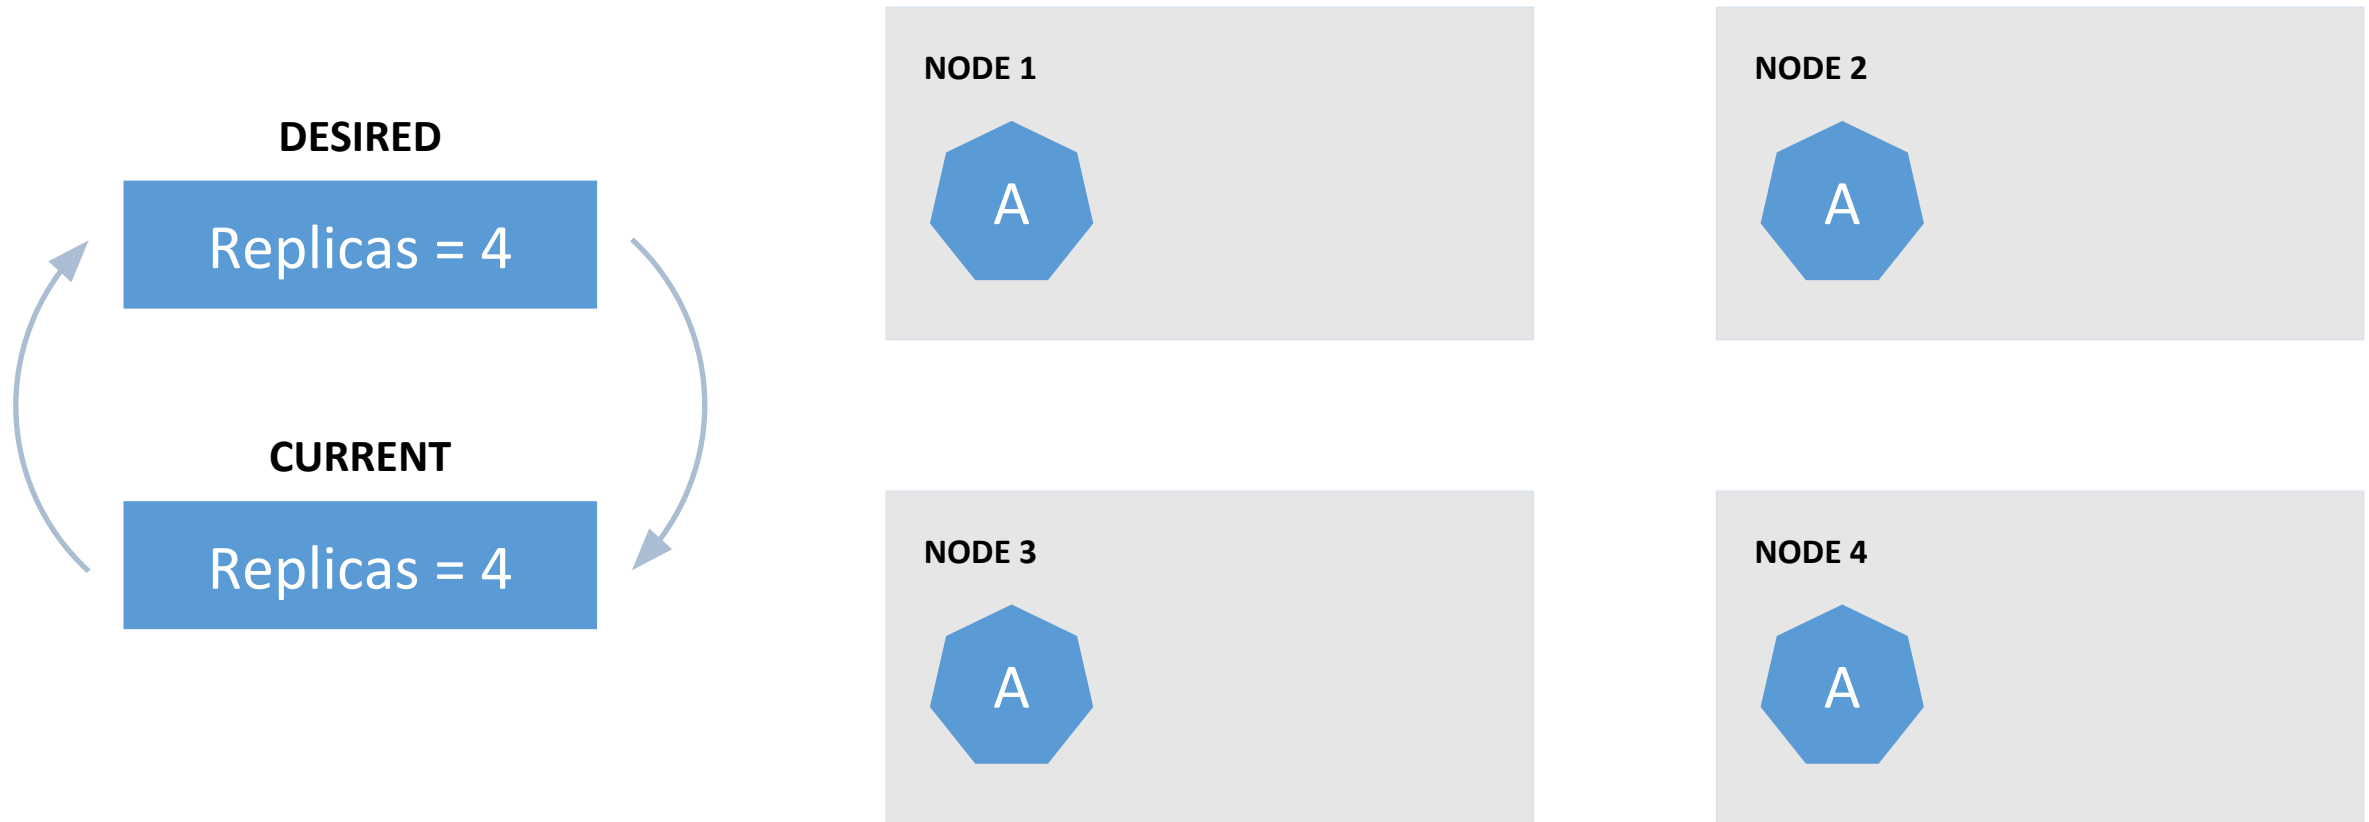 DESIRED
Replicas = 4
CURRENT
Replicas = 4
NODE 1
A
NODE 2
A
NODE 3
A
NODE 4
A